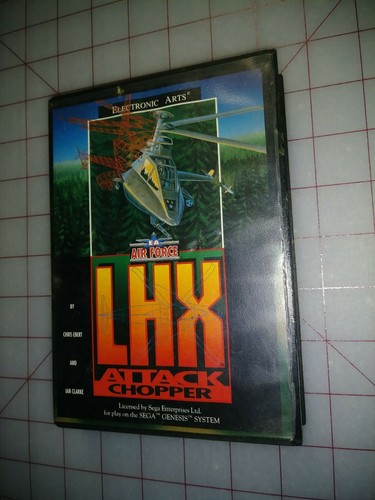 ELECTRONIC ARTS®
EA
AIR FORCE
LHX
ATTACK
CHOPPER
BY
CHRIS EBERT
AND
IAN CLARKE
Licensed by Sega Enterprises Ltd.
for play on the SEGA™ GENESIS™ SYSTEM